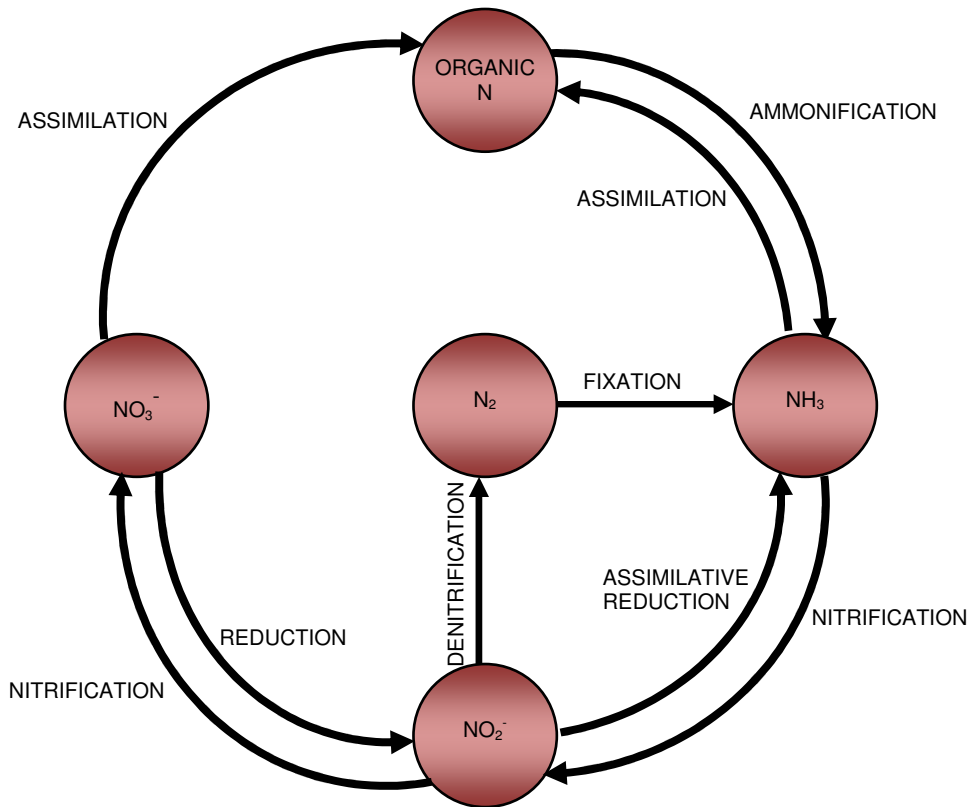 ORGANIC
N
ASSIMILATION
AMMONIFICATION
ASSIMILATION
FIXATION
NO₃⁻
N₂
NH₃
DENITRIFICATION
ASSIMILATIVE
REDUCTION
NITRIFICATION
REDUCTION
NITRIFICATION
NO₂⁻